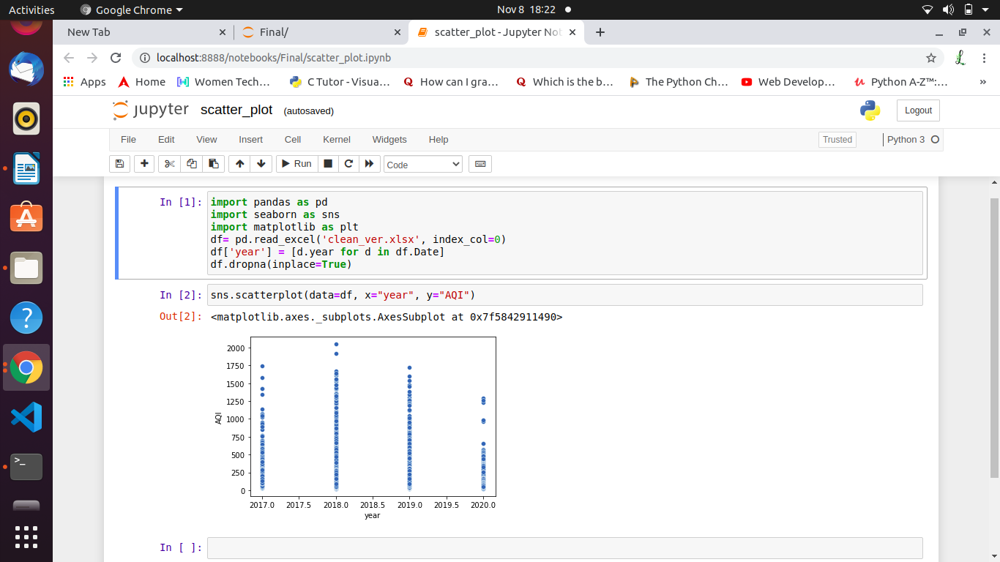 Activities Google Chrome Nov 8 18:22
New Tab Final/ scatter_plot - Jupyter Not
localhost:8888/notebooks/Final/scatter_plot.ipynb
Apps Home Women Tech… C Tutor - Visua… How can I gra… Which is the b… The Python Ch… Web Develop… Python A-Z™:… »
jupyter scatter_plot (autosaved) Logout
File Edit View Insert Cell Kernel Widgets Help Trusted Python 3
Run Code
In [1]: import pandas as pd
import seaborn as sns
import matplotlib as plt
df= pd.read_excel('clean_ver.xlsx', index_col=0)
df['year'] = [d.year for d in df.Date]
df.dropna(inplace=True)
In [2]: sns.scatterplot(data=df, x="year", y="AQI")
Out[2]: <matplotlib.axes._subplots.AxesSubplot at 0x7f5842911490>
2000
1750
1500
1250
1000
750
500
250
0
AQI
2017.0 2017.5 2018.0 2018.5 2019.0 2019.5 2020.0
year
In [ ]: